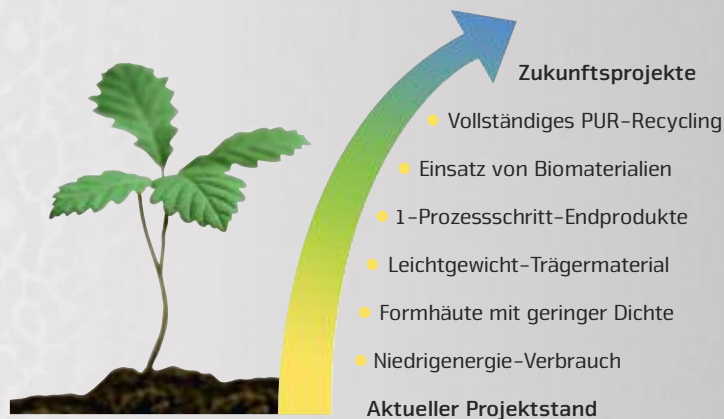 Zukunftsprojekte
Vollständiges PUR-Recycling
Einsatz von Biomaterialien
1-Prozessschritt-Endprodukte
Leichtgewicht-Trägermaterial
Formhäute mit geringer Dichte
Niedrigenergie-Verbrauch
Aktueller Projektstand